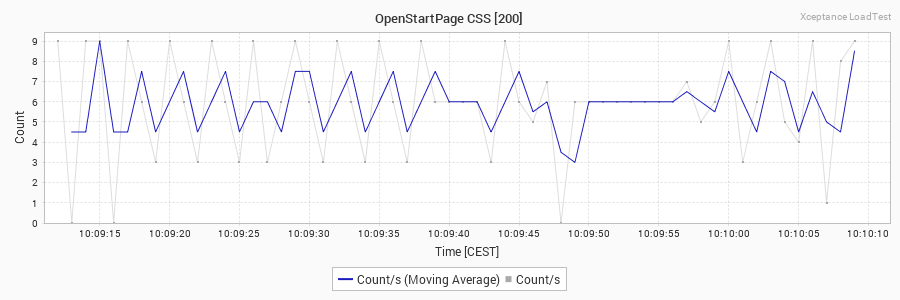 OpenStartPage CSS [200]
Xceptance LoadTest
Count
9
8
7
6
5
4
3
2
1
0
10:09:15 10:09:20 10:09:25 10:09:30 10:09:35 10:09:40 10:09:45 10:09:50 10:09:55 10:10:00 10:10:05 10:10:10
Time [CEST]
Count/s (Moving Average) Count/s